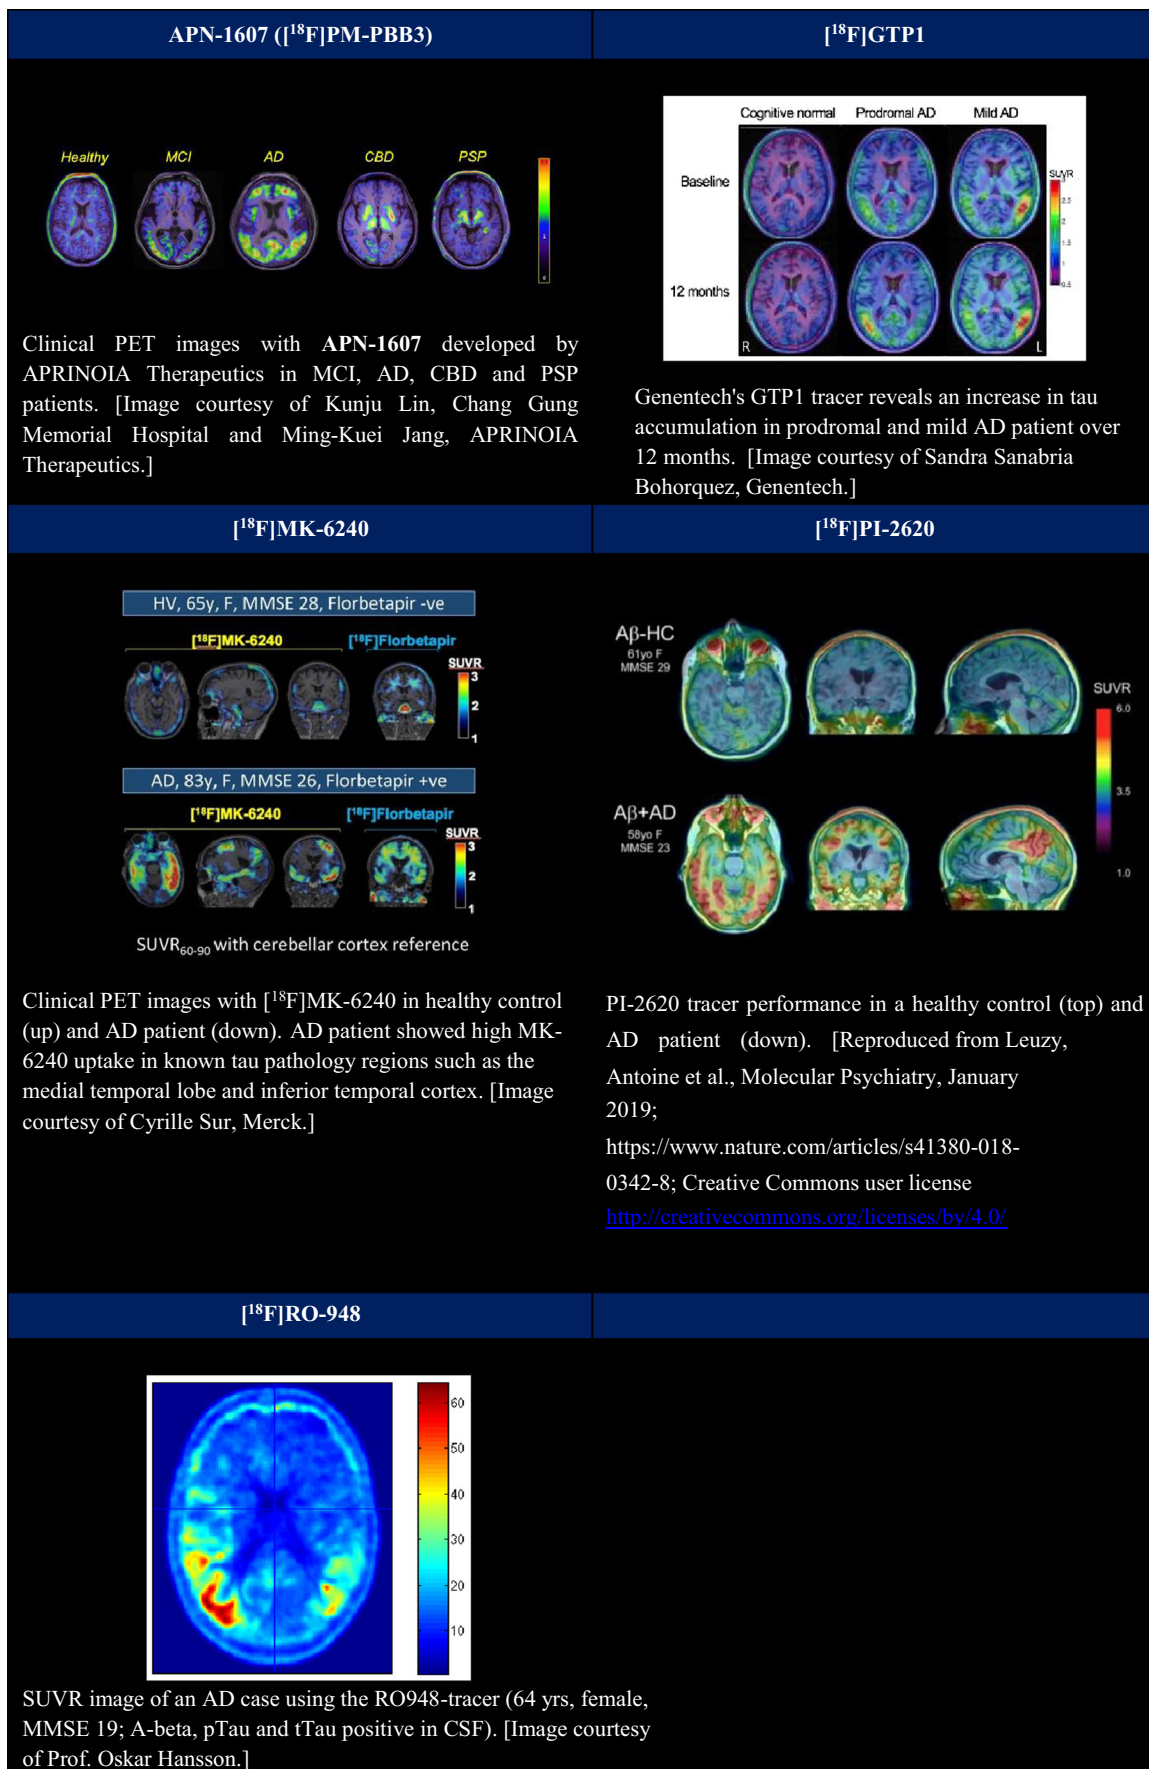 APN-1607 ([18F]PM-PBB3)
[18F]GTP1
Healthy MCI AD CBD PSP
1
0
Cognitive normal Prodromal AD Mild AD
Baseline
12 months
SUVR
3
2.5
2
1.5
1
0.5
R
L
Clinical PET images with APN-1607 developed by
APRINOIA Therapeutics in MCI, AD, CBD and PSP
patients. [Image courtesy of Kunju Lin, Chang Gung
Memorial Hospital and Ming-Kuei Jang, APRINOIA
Therapeutics.]
Genentech's GTP1 tracer reveals an increase in tau
accumulation in prodromal and mild AD patient over
12 months. [Image courtesy of Sandra Sanabria
Bohorquez, Genentech.]
[18F]MK-6240
[18F]PI-2620
HV, 65y, F, MMSE 28, Florbetapir -ve
[18F]MK-6240 [18F]Florbetapir
SUVR
3
2
1
AD, 83y, F, MMSE 26, Florbetapir +ve
[18F]MK-6240 [18F]Florbetapir
SUVR
3
2
1
SUVR60-90 with cerebellar cortex reference
Aβ-HC
61yo F
MMSE 29
Aβ+AD
58yo F
MMSE 23
SUVR
6.0
3.5
1.0
Clinical PET images with [18F]MK-6240 in healthy control
(up) and AD patient (down). AD patient showed high MK-
6240 uptake in known tau pathology regions such as the
medial temporal lobe and inferior temporal cortex. [Image
courtesy of Cyrille Sur, Merck.]
PI-2620 tracer performance in a healthy control (top) and
AD patient (down). [Reproduced from Leuzy,
Antoine et al., Molecular Psychiatry, January
2019;
https://www.nature.com/articles/s41380-018-
0342-8; Creative Commons user license
http://creativecommons.org/licenses/by/4.0/
[18F]RO-948
60
50
40
30
20
10
SUVR image of an AD case using the RO948-tracer (64 yrs, female,
MMSE 19; A-beta, pTau and tTau positive in CSF). [Image courtesy
of Prof. Oskar Hansson.]